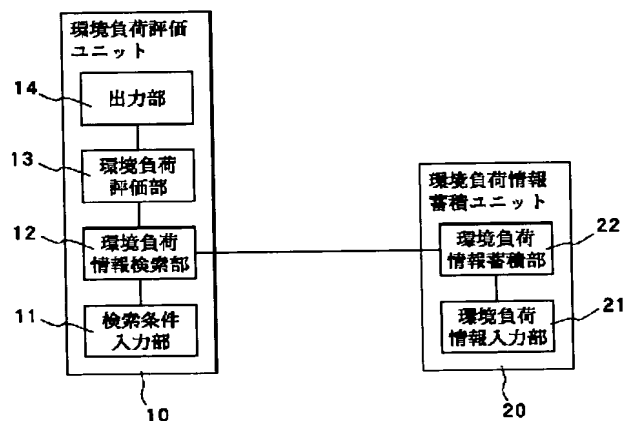 環境負荷評価
ユニット
14
出力部
13
環境負荷
評価部
12
環境負荷
情報検索部
11
検索条件
入力部
10
環境負荷情報
蓄積ユニット
22
環境負荷
情報蓄積部
21
環境負荷
情報入力部
20